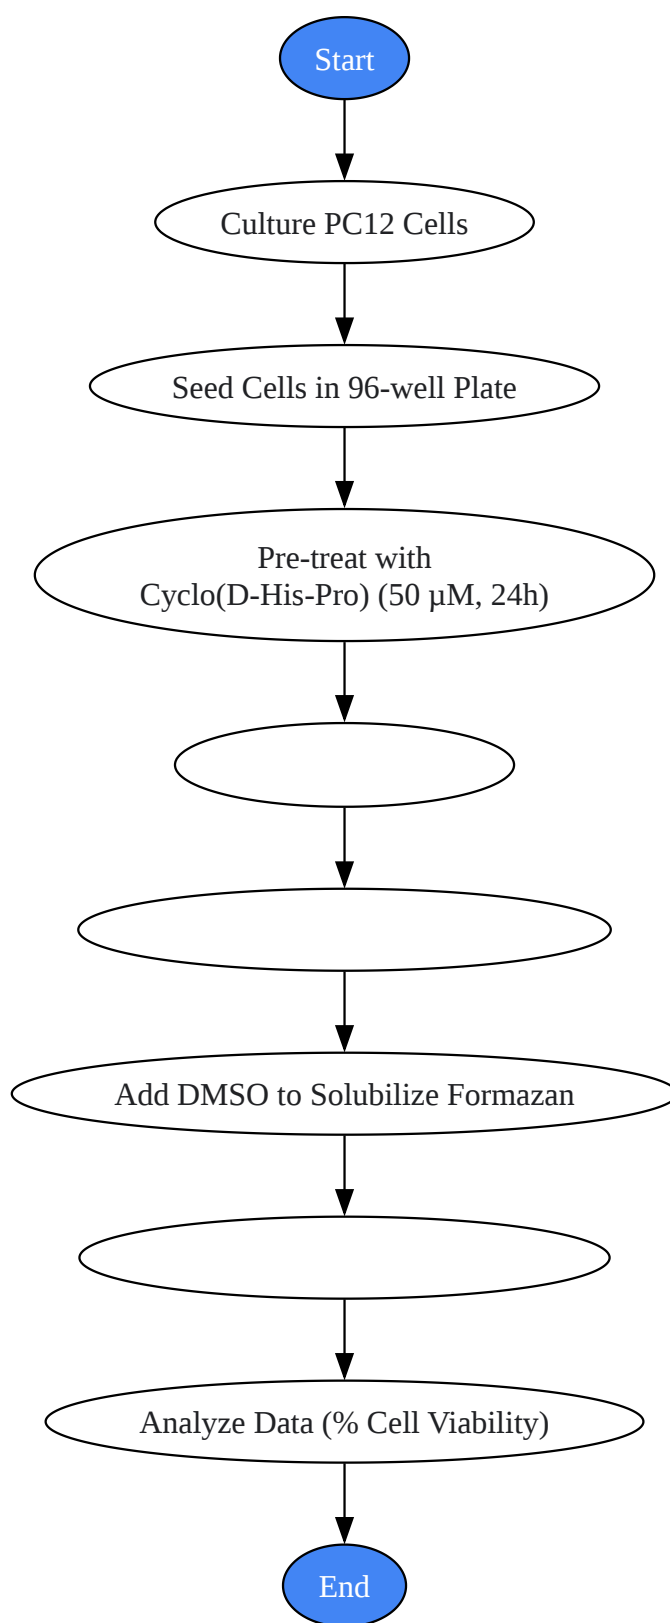 Start
Culture PC12 Cells
Seed Cells in 96-well Plate
Pre-treat with
Cyclo(D-His-Pro) (50 µM, 24h)
Add DMSO to Solubilize Formazan
Analyze Data (% Cell Viability)
End